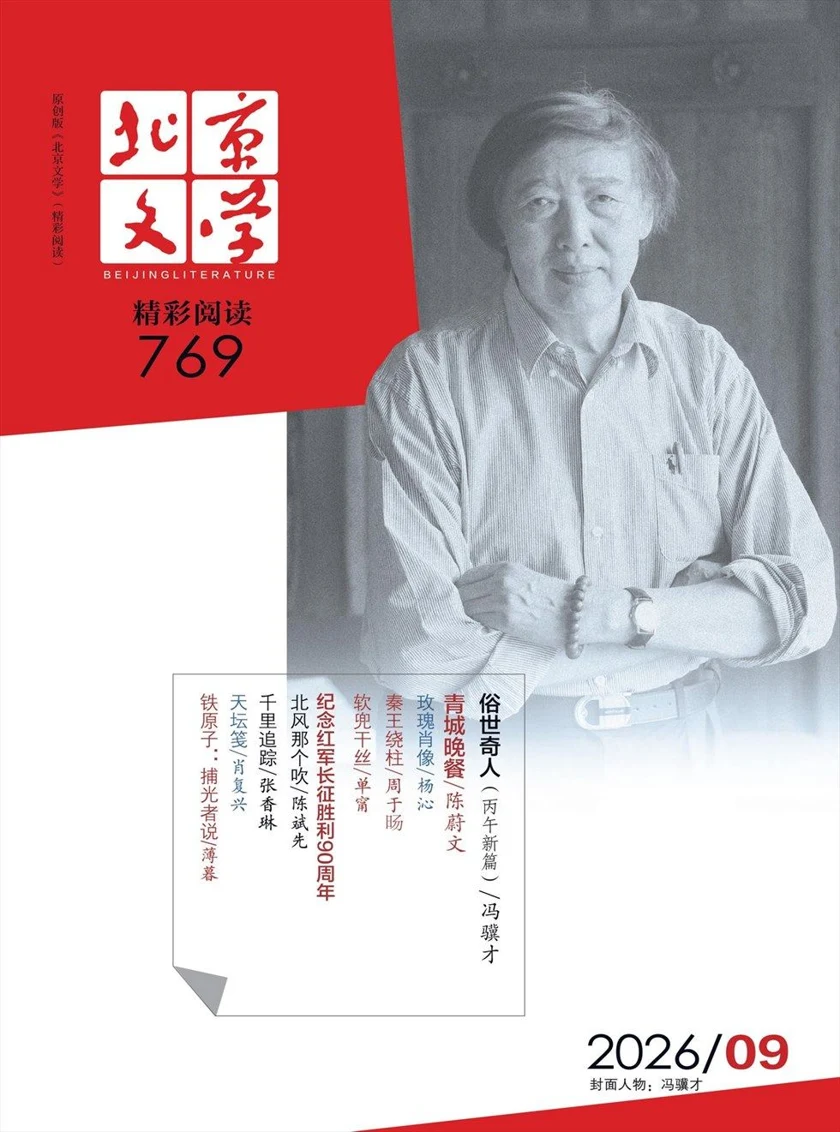 原创版《北京文学》(精彩阅读)
北京
文学
BEIJINGLITERATURE
精彩阅读
769
俗世奇人(丙午新篇)/冯骥才
青城晚餐/陈蔚文
玫瑰肖像/杨沁
秦王绕柱/周于旸
软兜干丝/单甯
纪念红军长征胜利90周年
北风那个吹/陈斌先
千里追踪/张香琳
天坛笺/肖复兴
铁原子:捕光者说/薄暮
2026/09
封面人物:冯骥才